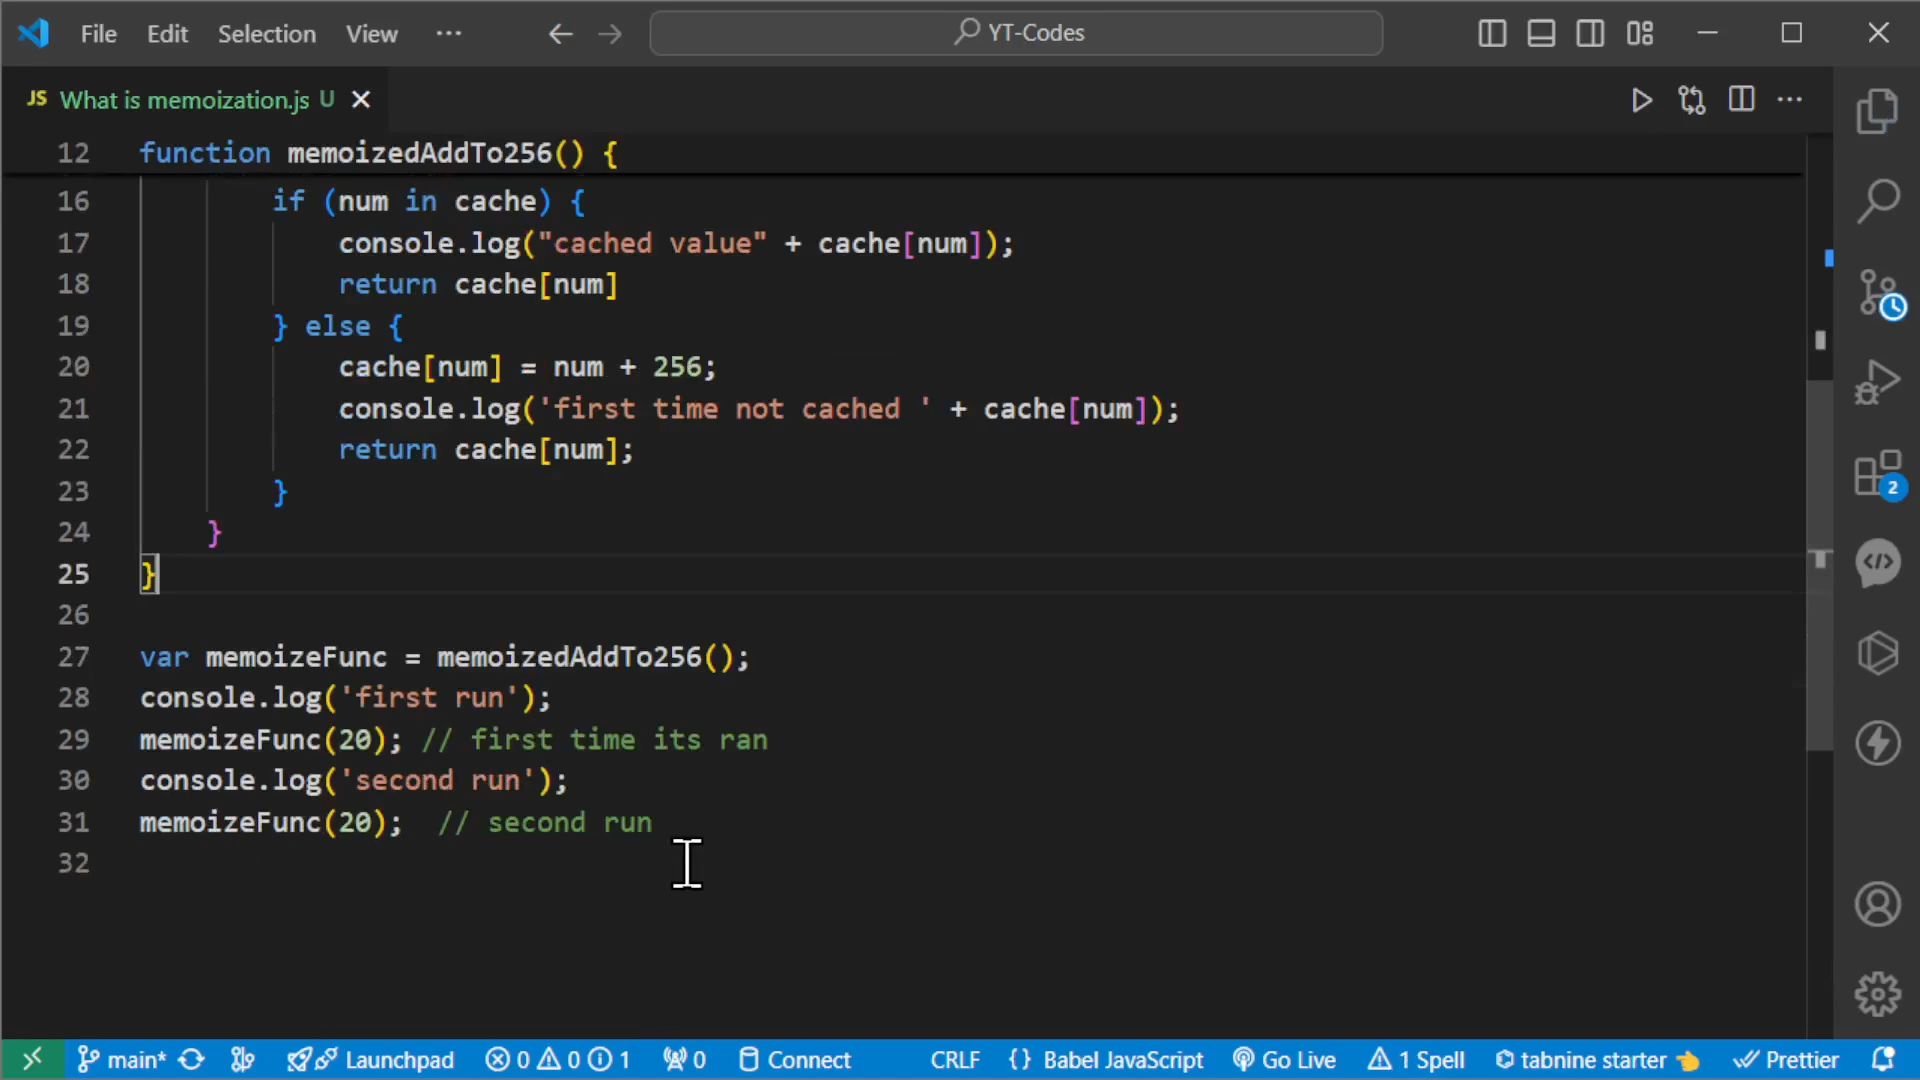 File Edit Selection View ··· YT-Codes
JS What is memoization.js U
12 function memoizedAddTo256() {
16 if (num in cache) {
17 console.log("cached value" + cache[num]);
18 return cache[num]
19 } else {
20 cache[num] = num + 256;
21 console.log('first time not cached ' + cache[num]);
22 return cache[num];
23 }
24 }
25 }
26
27 var memoizeFunc = memoizedAddTo256();
28 console.log('first run');
29 memoizeFunc(20); // first time its ran
30 console.log('second run');
31 memoizeFunc(20);  // second run
32
2
main* Launchpad 0 0 1 0 Connect CRLF {} Babel JavaScript Go Live 1 Spell tabnine starter Prettier